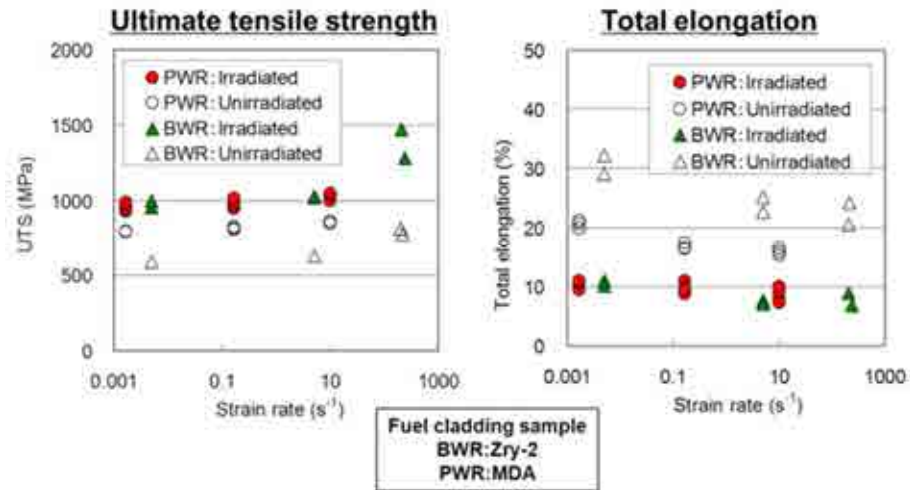 Ultimate tensile strength
2000
1500
1000
500
0
UTS (MPa)
PWR:Irradiated
PWR:Unirradiated
BWR:Irradiated
BWR:Unirradiated
0.001 0.1 10 1000
Strain rate (s⁻¹)
Total elongation
50
40
30
20
10
0
Total elongation (%)
PWR:Irradiated
PWR:Unirradiated
BWR:Irradiated
BWR:Unirradiated
0.001 0.1 10 1000
Strain rate (s⁻¹)
Fuel cladding sample
BWR:Zry-2
PWR:MDA